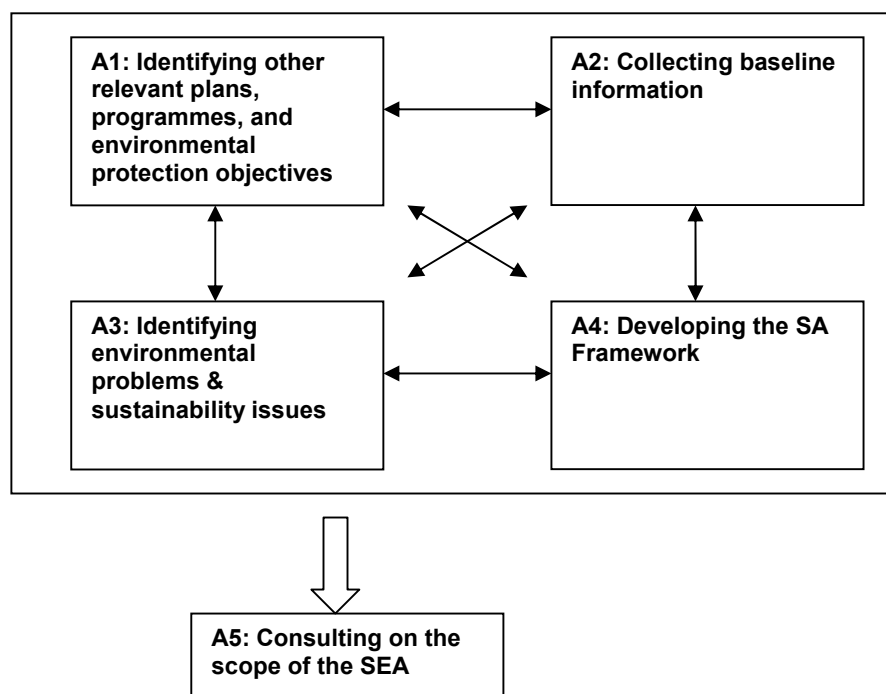 A1: Identifying other
relevant plans,
programmes, and
environmental
protection objectives
A2: Collecting baseline
information
A3: Identifying
environmental
problems &
sustainability issues
A4: Developing the SA
Framework
A5: Consulting on the
scope of the SEA